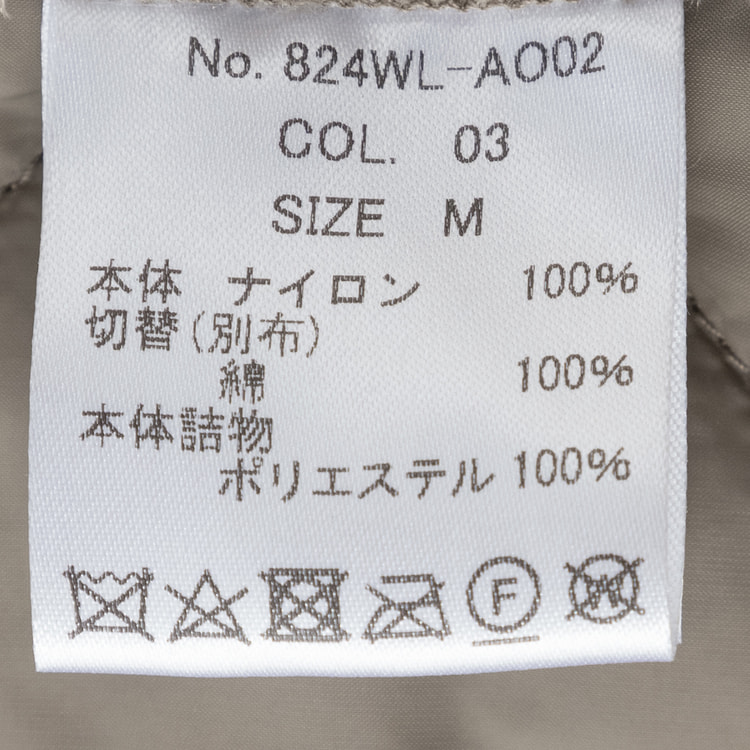 No. 824WL-AO02
COL. 03
SIZE M
本体 ナイロン 100%
切替(別布)
綿 100%
本体詰物
ポリエステル 100%
F
W